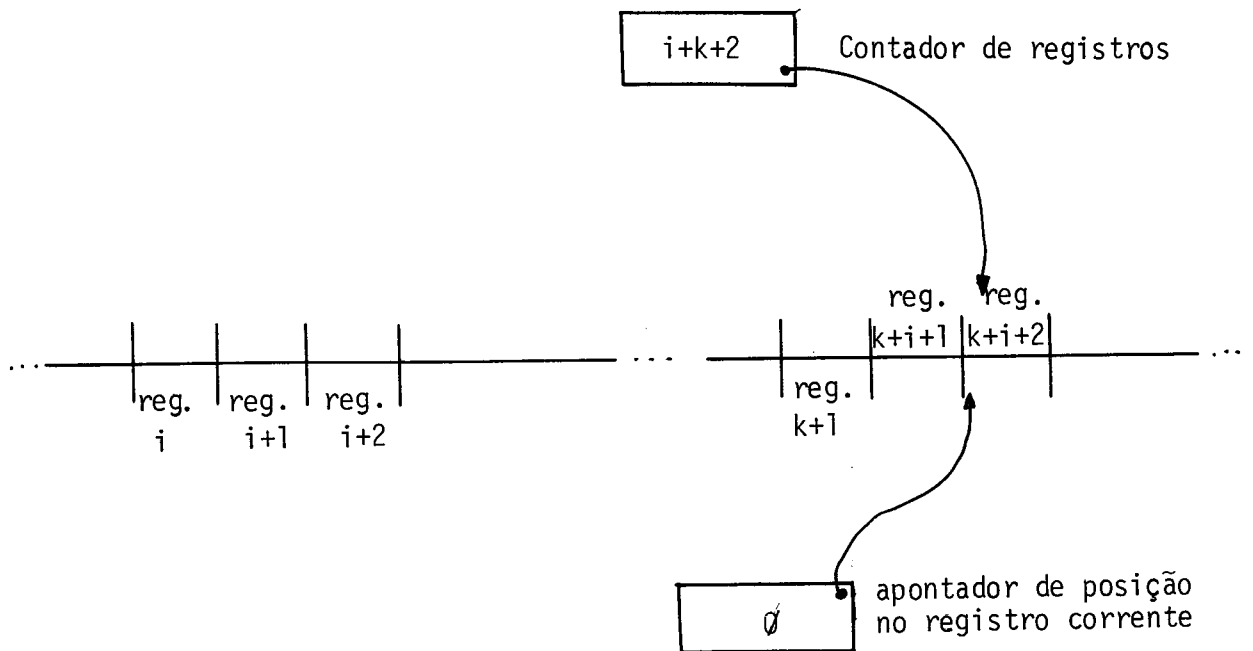 i+k+2 Contador de registros
reg. reg.
k+i+1 k+i+2
... ... ...
reg. reg. reg. reg.
i i+1 i+2 k+1
apontador de posição
0 no registro corrente